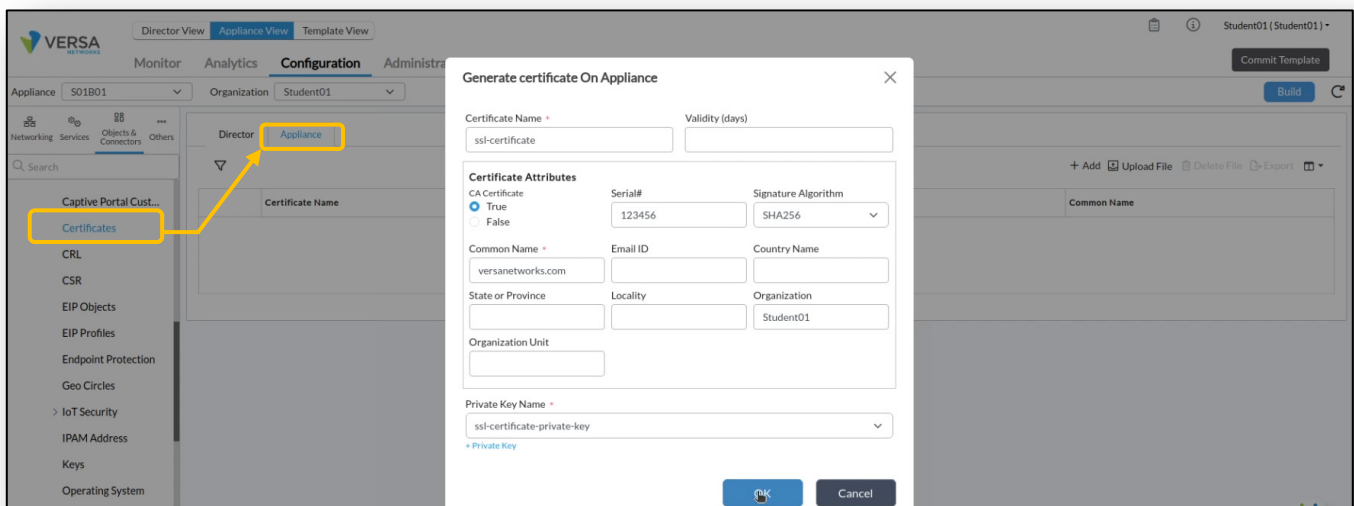 VERSA
NETWORKS
Director View Appliance View Template View
Student01 ( Student01 )
Monitor Analytics Configuration Administra
Commit Template
Appliance S01B01 Organization Student01
Build
Networking Services Objects & Connectors Others
Search
Director Appliance
+ Add Upload File Delete File Export
Certificate Name Common Name
Captive Portal Cust...
Certificates
CRL
CSR
EIP Objects
EIP Profiles
Endpoint Protection
Geo Circles
> IoT Security
IPAM Address
Keys
Operating System
Generate certificate On Appliance
Certificate Name * Validity (days)
ssl-certificate
Certificate Attributes
CA Certificate Serial# Signature Algorithm
True
False
123456 SHA256
Common Name * Email ID Country Name
versanetworks.com
State or Province Locality Organization
Student01
Organization Unit
Private Key Name *
ssl-certificate-private-key
+ Private Key
OK Cancel